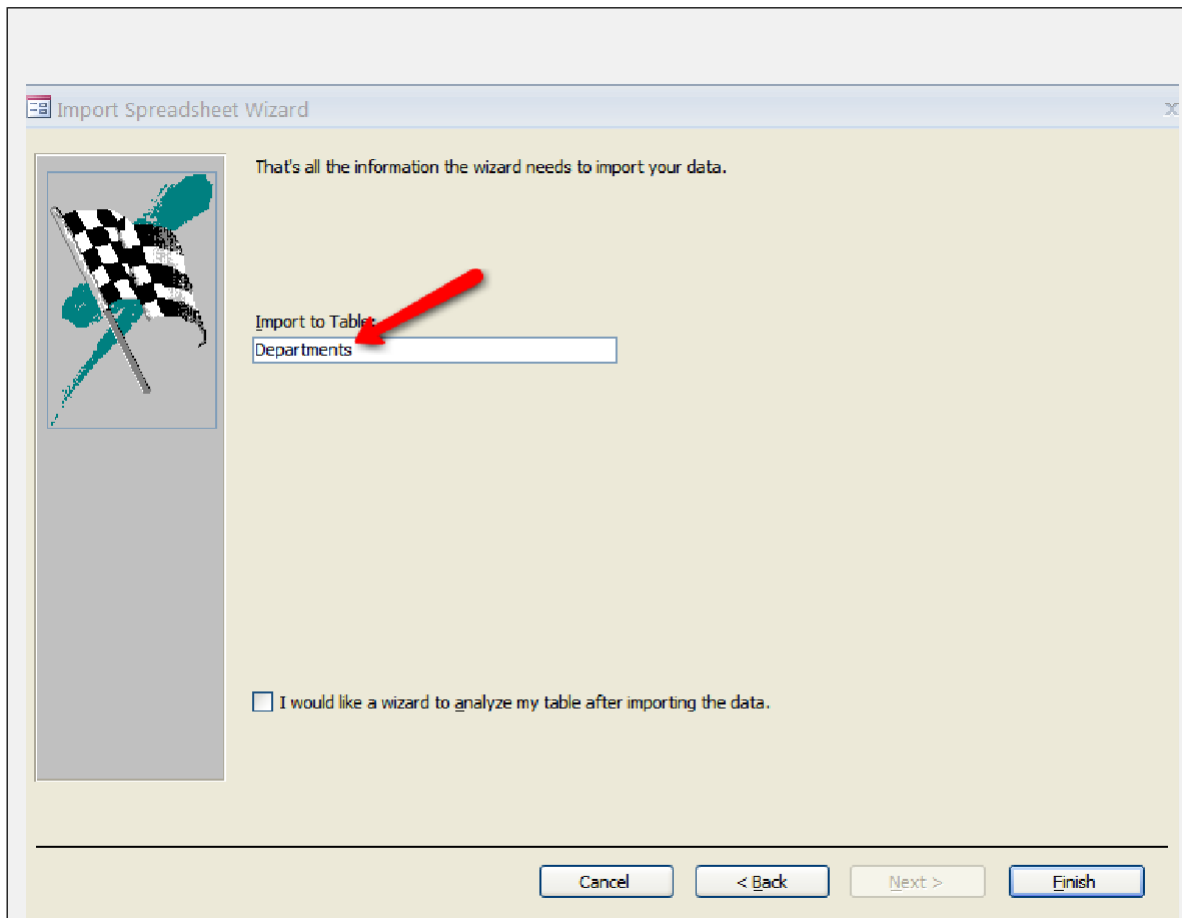 Import Spreadsheet Wizard
That's all the information the wizard needs to import your data.
Import to Table:
Departments
I would like a wizard to analyze my table after importing the data.
Cancel
< Back
Next >
Finish